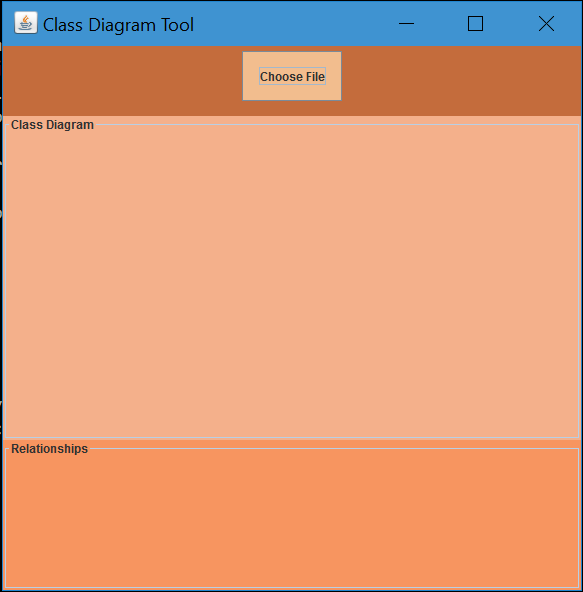 Class Diagram Tool
Choose File
Class Diagram
Relationships